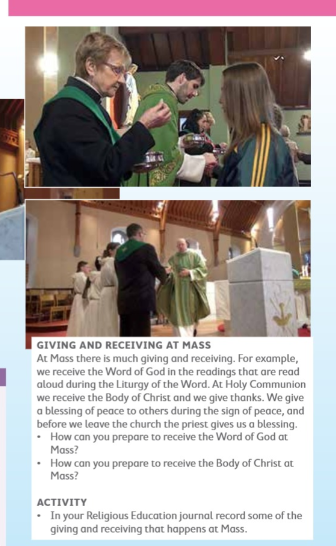 GIVING AND RECEIVING AT MASS
At Mass there is much giving and receiving. For example,
we receive the Word of God in the readings that are read
aloud during the Liturgy of the Word. At Holy Communion
we receive the Body of Christ and we give thanks. We give
a blessing of peace to others during the sign of peace, and
before we leave the church the priest gives us a blessing.
• How can you prepare to receive the Word of God at
Mass?
• How can you prepare to receive the Body of Christ at
Mass?
ACTIVITY
• In your Religious Education journal record some of the
giving and receiving that happens at Mass.